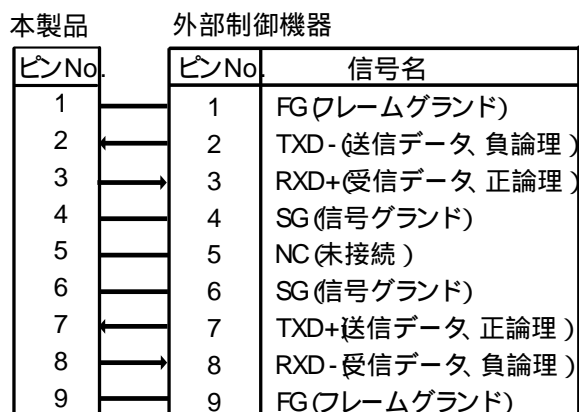 本製品 外部制御機器
ピンNo. ピンNo. 信号名
1 1 FG(フレームグランド)
2 2 TXD-(送信データ、負論理)
3 3 RXD+(受信データ、正論理)
4 4 SG(信号グランド)
5 5 NC(未接続)
6 6 SG(信号グランド)
7 7 TXD+(送信データ、正論理)
8 8 RXD-(受信データ、負論理)
9 9 FG(フレームグランド)